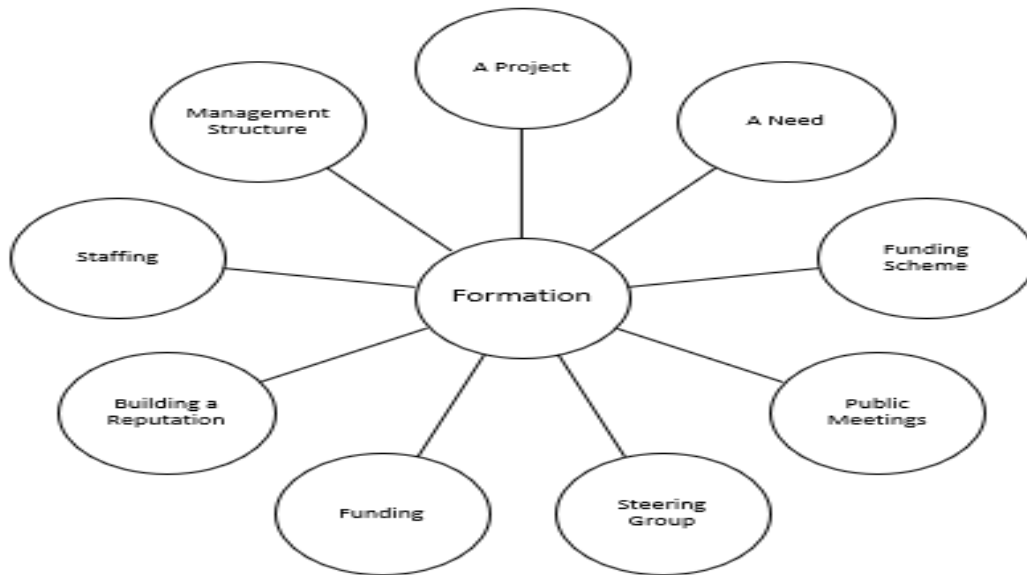 A Project
A Need
Funding
Scheme
Public
Meetings
Steering
Group
Funding
Building a
Reputation
Staffing
Management
Structure
Formation